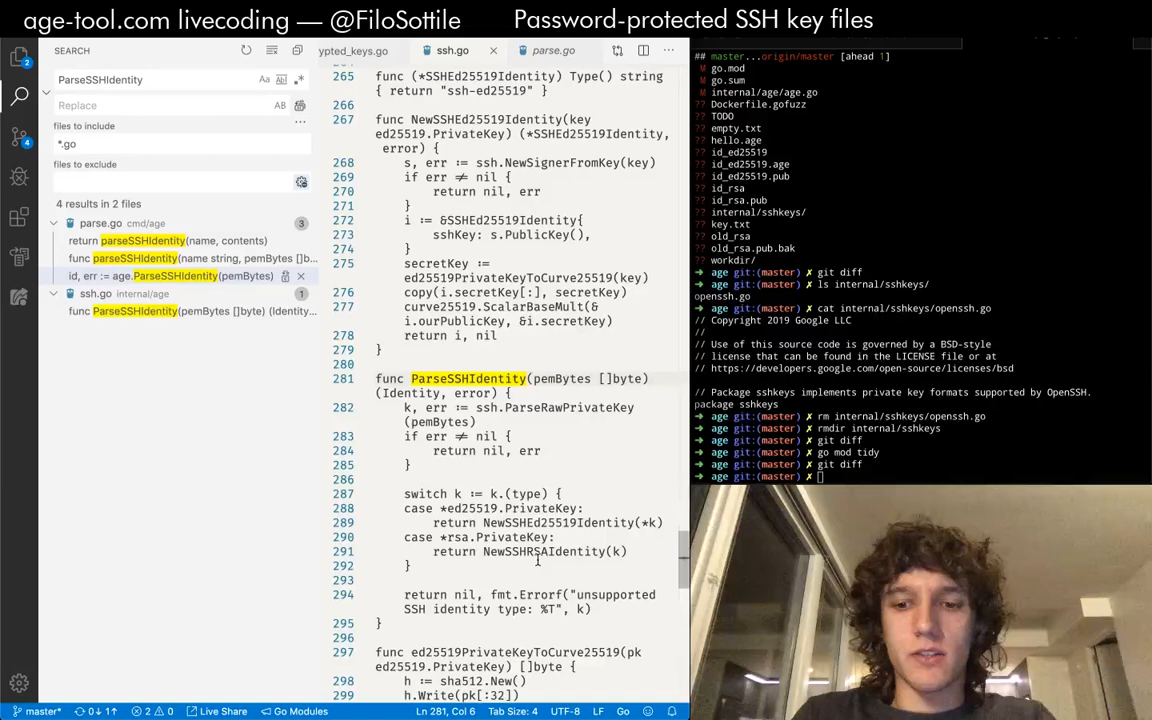 age-tool.com livecoding — @FiloSottile
Password-protected SSH key files
SEARCH
ParseSSHIdentity
Replace
files to include
*.go
files to exclude
4 results in 2 files
parse.go cmd/age 3
return parseSSHIdentity(name, contents)
func parseSSHIdentity(name string, pemBytes []b...
id, err := age.ParseSSHIdentity(pemBytes)
ssh.go internal/age 1
func ParseSSHIdentity(pemBytes []byte) (Identity...
ypted_keys.go ssh.go parse.go
265 func (*SSHEd25519Identity) Type() string
{ return "ssh-ed25519" }
266
267 func NewSSHEd25519Identity(key
ed25519.PrivateKey) (*SSHEd25519Identity,
error) {
268 s, err := ssh.NewSignerFromKey(key)
269 if err ≠ nil {
270 return nil, err
271 }
272 i := &SSHEd25519Identity{
273 sshKey: s.PublicKey(),
274 }
275 secretKey :=
ed25519PrivateKeyToCurve25519(key)
276 copy(i.secretKey[:], secretKey)
277 curve25519.ScalarBaseMult(&
i.ourPublicKey, &i.secretKey)
278 return i, nil
279 }
280
281 func ParseSSHIdentity(pemBytes []byte)
(Identity, error) {
282 k, err := ssh.ParseRawPrivateKey
(pemBytes)
283 if err ≠ nil {
284 return nil, err
285 }
286
287 switch k := k.(type) {
288 case *ed25519.PrivateKey:
289 return NewSSHEd25519Identity(*k)
290 case *rsa.PrivateKey:
291 return NewSSHRSAIdentity(k)
292 }
293
294 return nil, fmt.Errorf("unsupported
SSH identity type: %T", k)
295 }
296
297 func ed25519PrivateKeyToCurve25519(pk
ed25519.PrivateKey) []byte {
298 h := sha512.New()
299 h.Write(pk[:32])
## master...origin/master [ahead 1]
M go.mod
M go.sum
M internal/age/age.go
?? Dockerfile.gofuzz
?? TODO
?? empty.txt
?? hello.age
?? id_ed25519
?? id_ed25519.age
?? id_ed25519.pub
?? id_rsa
?? id_rsa.pub
?? internal/sshkeys/
?? key.txt
?? old_rsa
?? old_rsa.pub.bak
?? workdir/
➜ age git:(master) ✗ git diff
➜ age git:(master) ✗ ls internal/sshkeys/
openssh.go
➜ age git:(master) ✗ cat internal/sshkeys/openssh.go
// Copyright 2019 Google LLC
//
// Use of this source code is governed by a BSD-style
// license that can be found in the LICENSE file or at
// https://developers.google.com/open-source/licenses/bsd
// Package sshkeys implements private key formats supported by OpenSSH.
package sshkeys
➜ age git:(master) ✗ rm internal/sshkeys/openssh.go
➜ age git:(master) ✗ rmdir internal/sshkeys
➜ age git:(master) ✗ git diff
➜ age git:(master) ✗ go mod tidy
➜ age git:(master) ✗ git diff
➜ age git:(master) ✗
master* 0↓ 1↑ 2 0 Live Share Go Modules Ln 281, Col 6 Tab Size: 4 UTF-8 LF Go